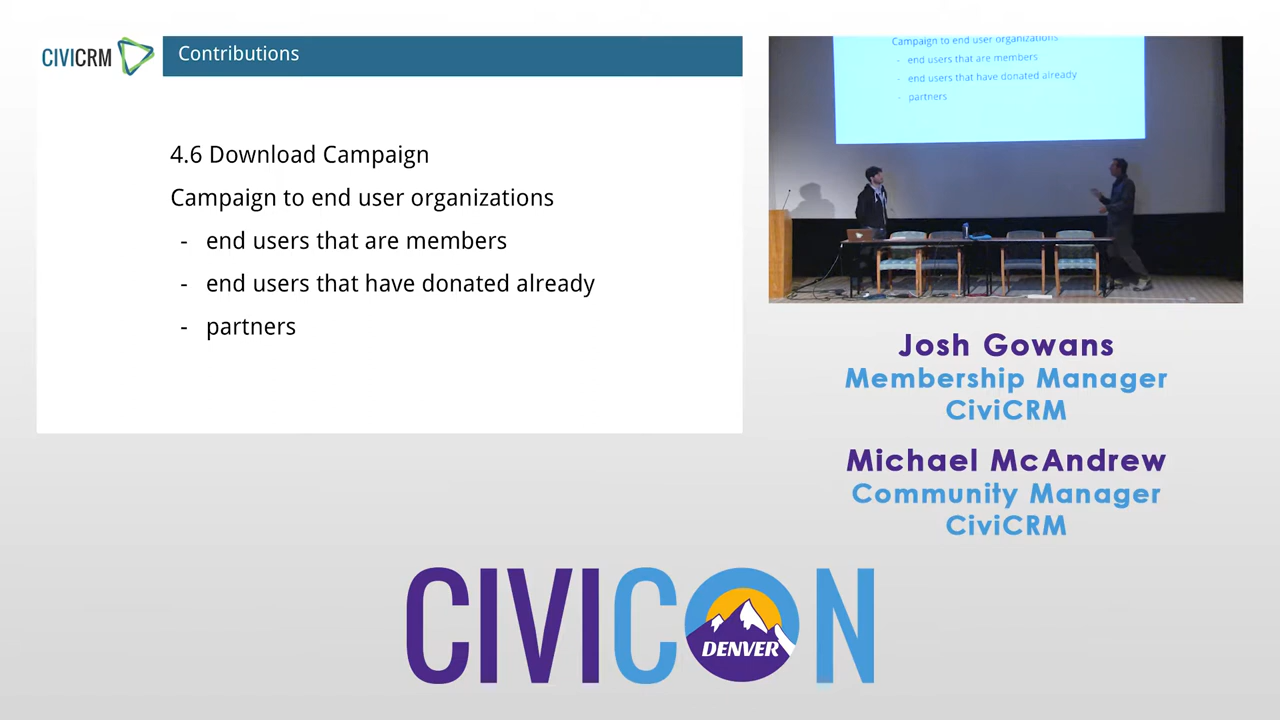 CIVICRM
Contributions
4.6 Download Campaign
Campaign to end user organizations
- end users that are members
- end users that have donated already
- partners
Campaign to end user organizations
- end users that are members
- end users that have donated already
- partners
Josh Gowans
Membership Manager
CiviCRM
Michael McAndrew
Community Manager
CiviCRM
CIVICON
DENVER